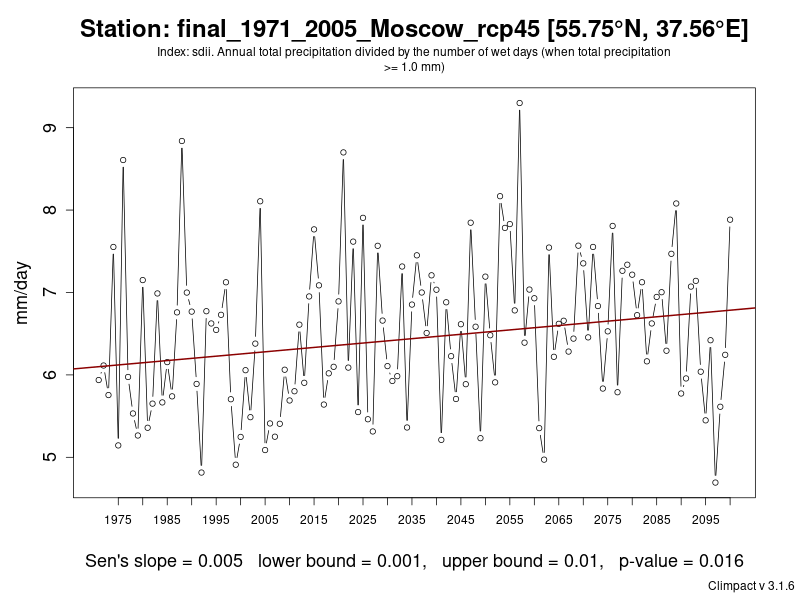 Station: final_1971_2005_Moscow_rcp45 [55.75°N, 37.56°E]
Index: sdii. Annual total precipitation divided by the number of wet days (when total precipitation
>= 1.0 mm)
9
8
7
6
5
mm/day
1975 1985 1995 2005 2015 2025 2035 2045 2055 2065 2075 2085 2095
Sen's slope = 0.005 lower bound = 0.001, upper bound = 0.01, p-value = 0.016
Climpact v 3.1.6